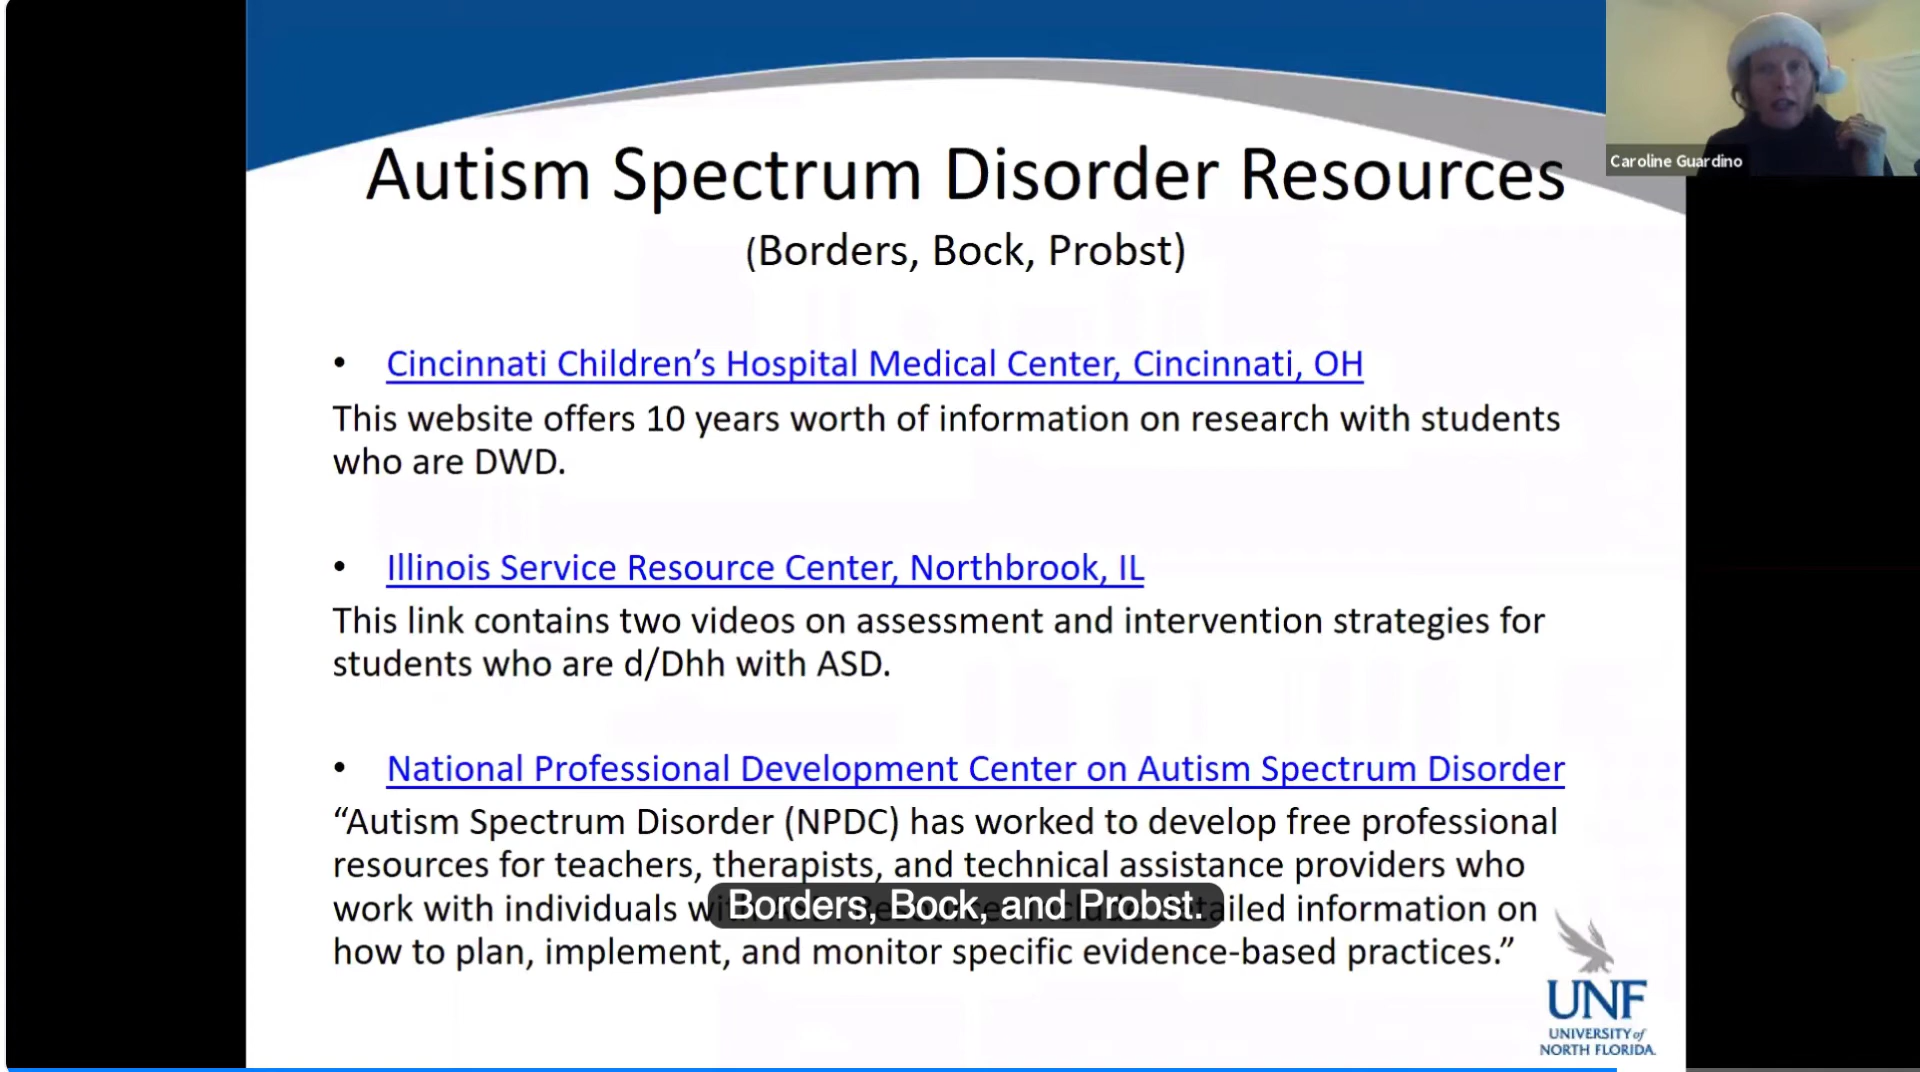 Caroline Guardino
Autism Spectrum Disorder Resources
(Borders, Bock, Probst)
• Cincinnati Children’s Hospital Medical Center, Cincinnati, OH
This website offers 10 years worth of information on research with students
who are DWD.
• Illinois Service Resource Center, Northbrook, IL
This link contains two videos on assessment and intervention strategies for
students who are d/Dhh with ASD.
• National Professional Development Center on Autism Spectrum Disorder
“Autism Spectrum Disorder (NPDC) has worked to develop free professional
resources for teachers, therapists, and technical assistance providers who
work with individuals information on
how to plan, implement, and monitor specific evidence-based practices.”
Borders, Bock, and Probst.
UNF
UNIVERSITY of
NORTH FLORIDA